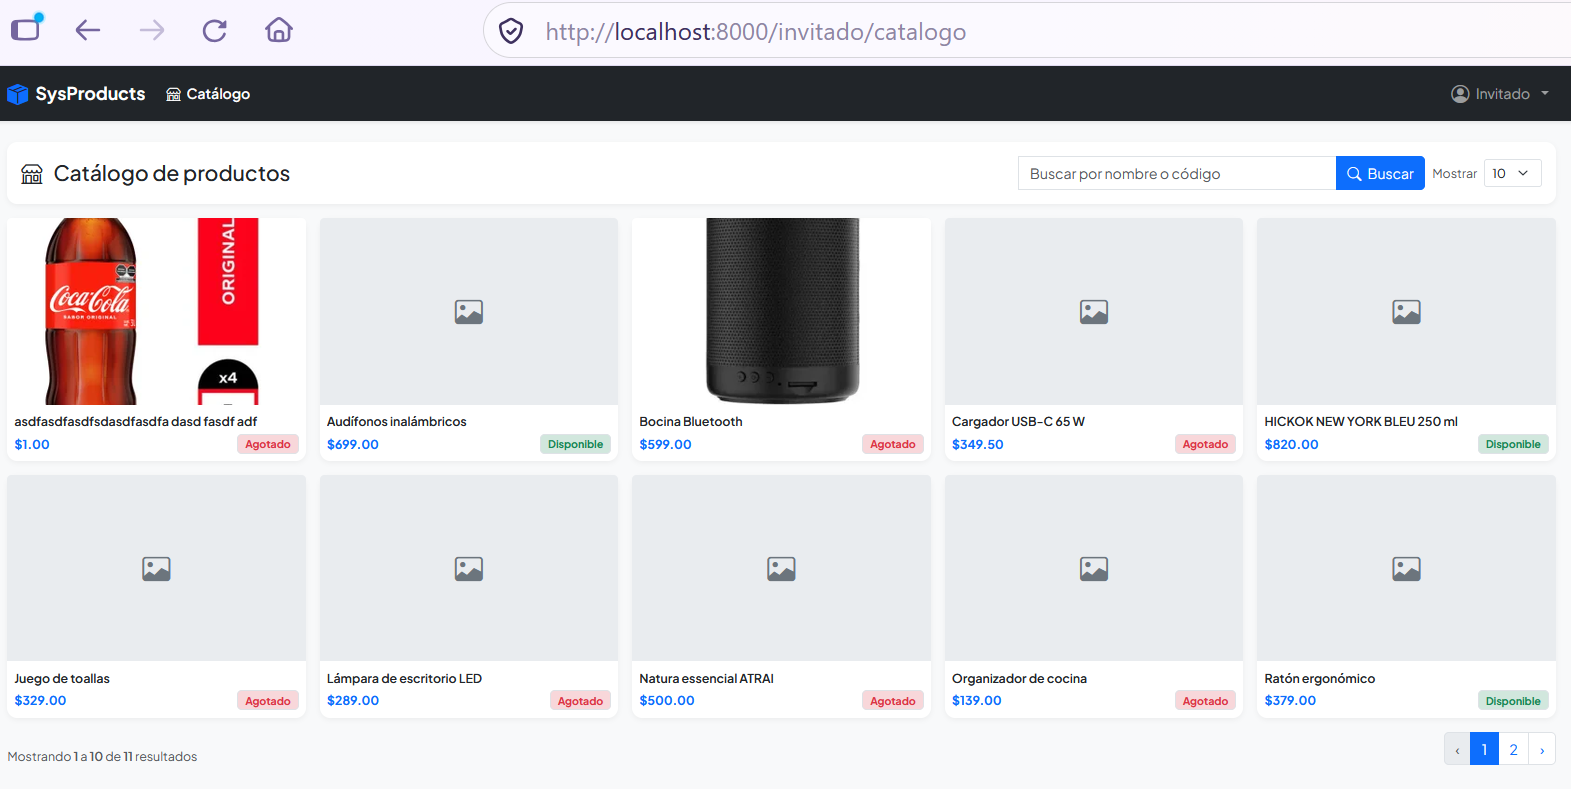 http://localhost:8000/invitado/catalogo
SysProducts Catálogo Invitado
Catálogo de productos
Buscar por nombre o código Buscar Mostrar 10
ORIGINAL
Coca-Cola
SABOR ORIGINAL
x4
asdfasdfasdfsdasdfasdfa dasd fasdf adf
$1.00 Agotado
Audífonos inalámbricos
$699.00 Disponible
Bocina Bluetooth
$599.00 Agotado
Cargador USB-C 65 W
$349.50 Agotado
HICKOK NEW YORK BLEU 250 ml
$820.00 Disponible
Juego de toallas
$329.00 Agotado
Lámpara de escritorio LED
$289.00 Agotado
Natura essencial ATRAI
$500.00 Agotado
Organizador de cocina
$139.00 Agotado
Ratón ergonómico
$379.00 Disponible
Mostrando 1 a 10 de 11 resultados
‹ 1 2 ›